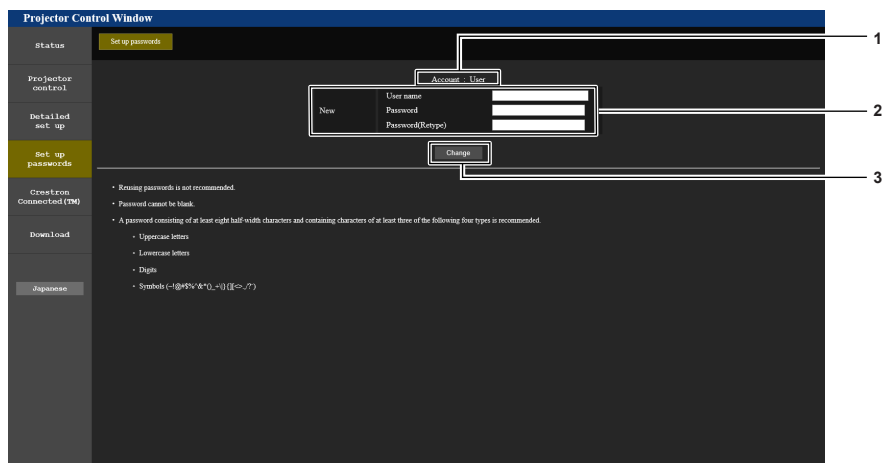 Projector Control Window
Status
Set up passwords
1
Account : User
Projector
control
User name
New
Password
2
Password(Retype)
Detailed
set up
Change
Set up
passwords
3
• Reusing passwords is not recommended.
Crestron
Connected(TM)
• Password cannot be blank.
• A password consisting of at least eight half-width characters and containing characters of at least three of the following four types is recommended.
Download
• Uppercase letters
• Lowercase letters
• Digits
Japanese
• Symbols